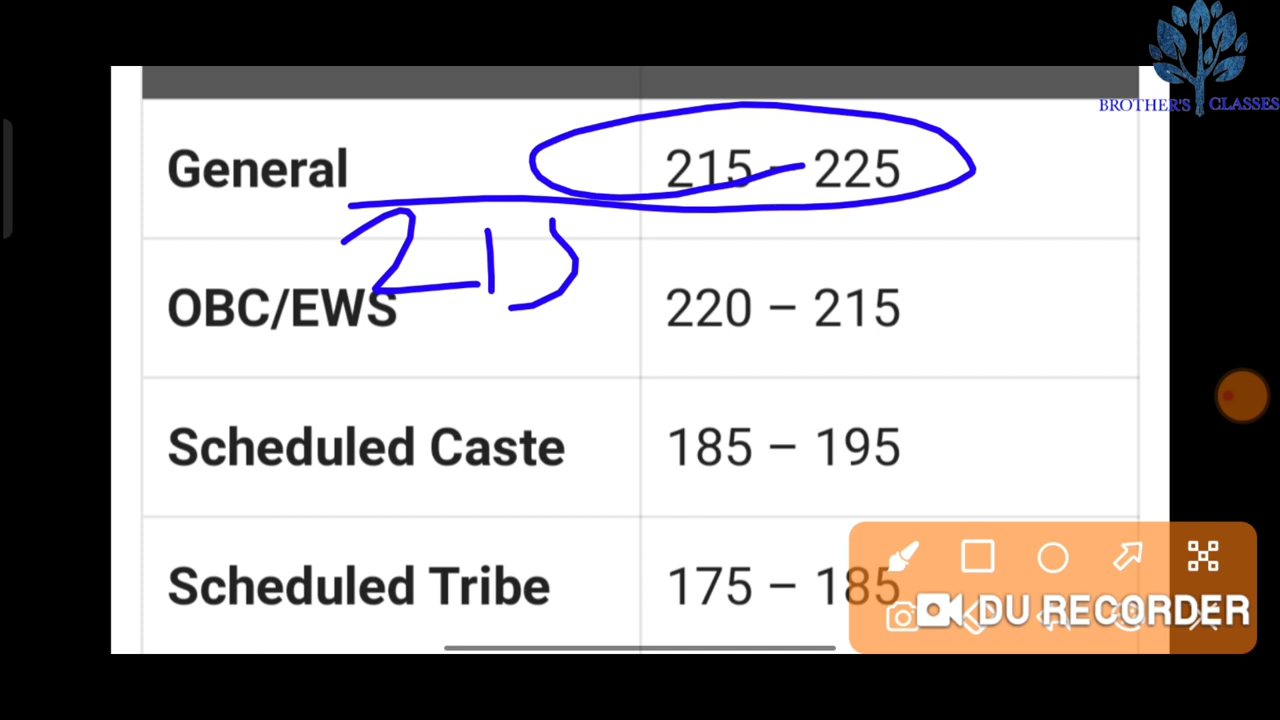 BROTHER'S CLASSES
General 215 – 225
OBC/EWS 220 – 215
Scheduled Caste 185 – 195
Scheduled Tribe 175 – 185
DU RECORDER